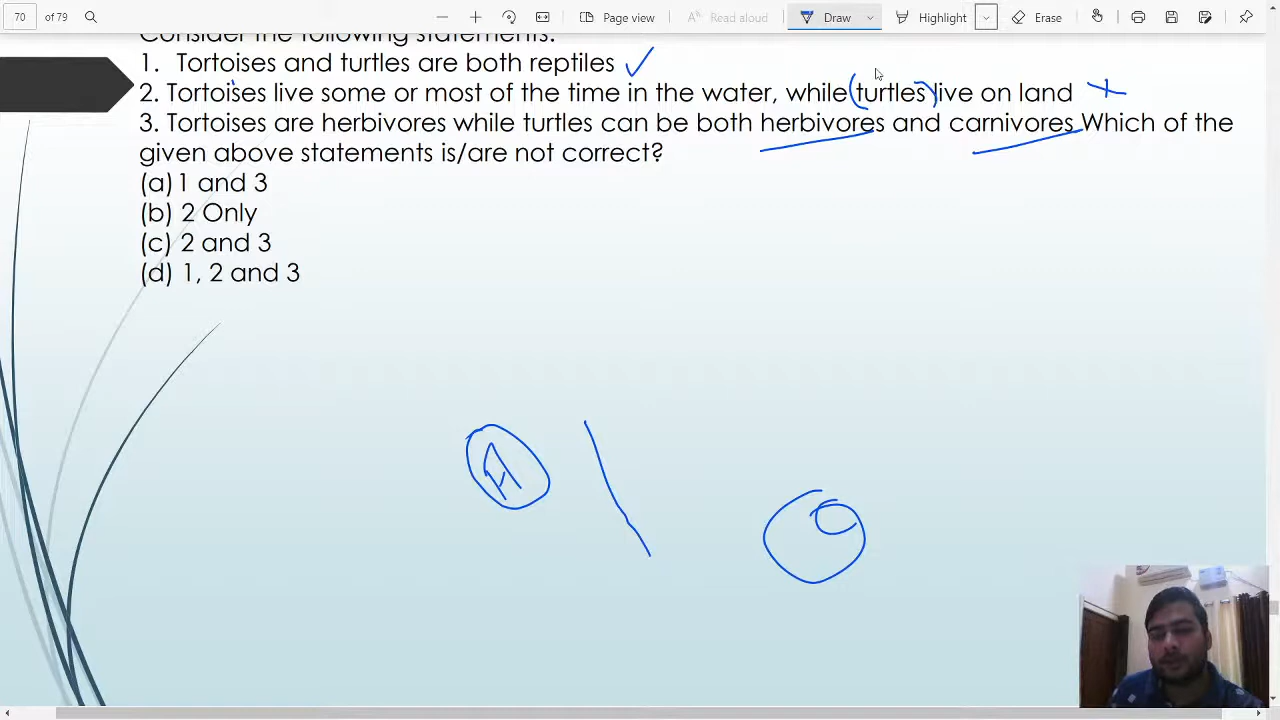 70 of 79 Page view Read aloud Draw Highlight Erase
Consider the following statements:
1. Tortoises and turtles are both reptiles
2. Tortoises live some or most of the time in the water, while (turtles) live on land
3. Tortoises are herbivores while turtles can be both herbivores and carnivores Which of the
given above statements is/are not correct?
(a) 1 and 3
(b) 2 Only
(c) 2 and 3
(d) 1, 2 and 3